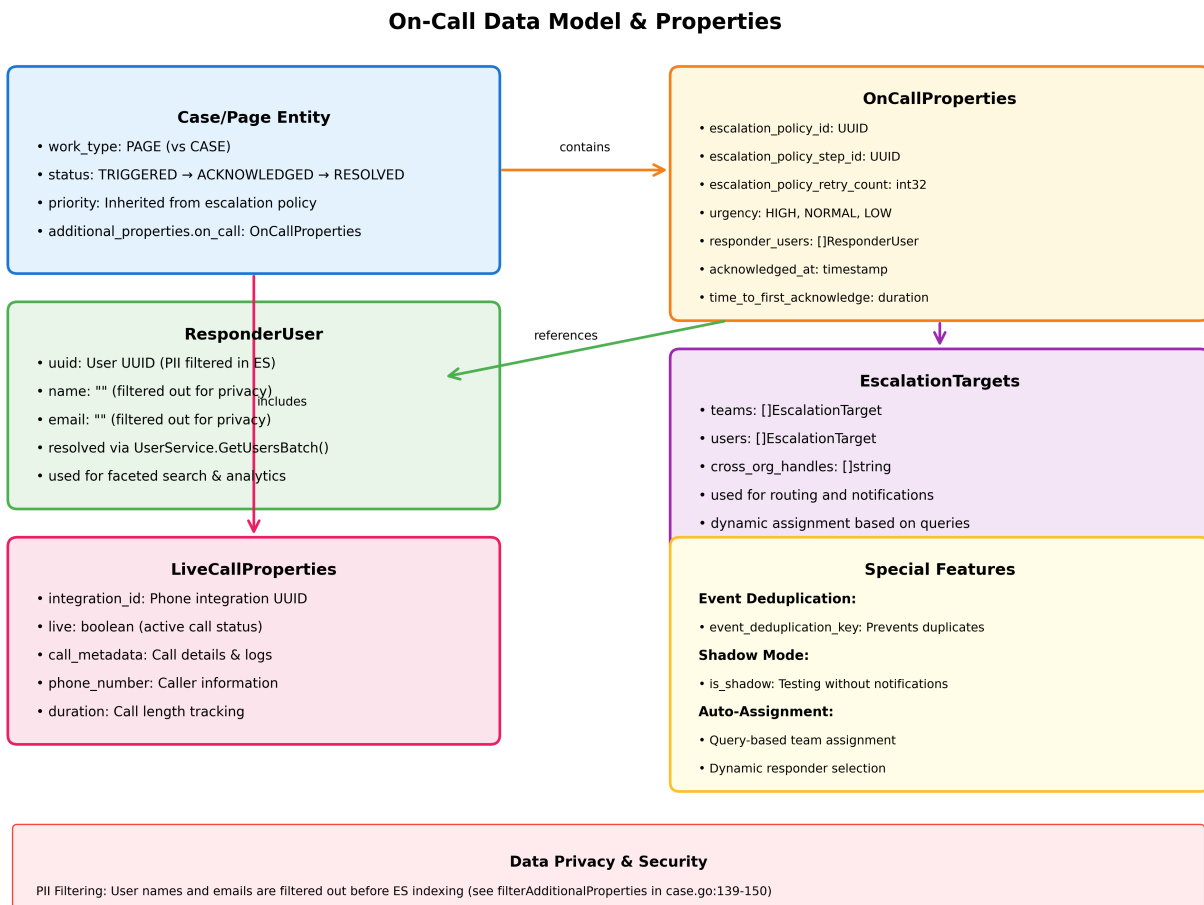 On-Call Data Model & Properties
Case/Page Entity
• work_type: PAGE (vs CASE)
• status: TRIGGERED → ACKNOWLEDGED → RESOLVED
• priority: Inherited from escalation policy
• additional_properties.on_call: OnCallProperties
contains
OnCallProperties
• escalation_policy_id: UUID
• escalation_policy_step_id: UUID
• escalation_policy_retry_count: int32
• urgency: HIGH, NORMAL, LOW
• responder_users: []ResponderUser
• acknowledged_at: timestamp
• time_to_first_acknowledge: duration
references
ResponderUser
• uuid: User UUID (PII filtered in ES)
• name: "" (filtered out for privacy)
includes
• email: "" (filtered out for privacy)
• resolved via UserService.GetUsersBatch()
• used for faceted search & analytics
EscalationTargets
• teams: []EscalationTarget
• users: []EscalationTarget
• cross_org_handles: []string
• used for routing and notifications
• dynamic assignment based on queries
LiveCallProperties
• integration_id: Phone integration UUID
• live: boolean (active call status)
• call_metadata: Call details & logs
• phone_number: Caller information
• duration: Call length tracking
Special Features
Event Deduplication:
• event_deduplication_key: Prevents duplicates
Shadow Mode:
• is_shadow: Testing without notifications
Auto-Assignment:
• Query-based team assignment
• Dynamic responder selection
Data Privacy & Security
PII Filtering: User names and emails are filtered out before ES indexing (see filterAdditionalProperties in case.go:139-150)